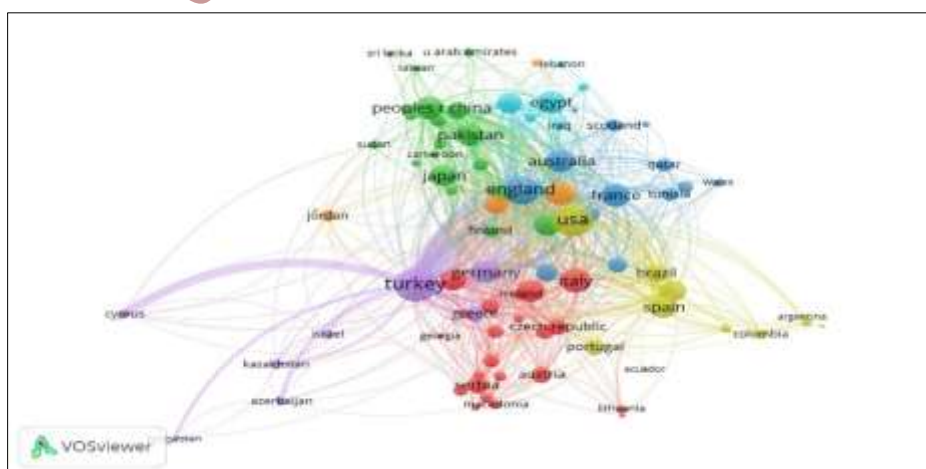 sri lanka
u arab emirates
taiwan
lebanon
peoples r china
egypt
pakistan
iraq
scotland
sudan
cameroon
australia
qatar
japan
england
france
tunisia
wales
usa
jordan
finland
germany
italy
brazil
turkey
spain
cyprus
greece
argentina
israel
georgia
czech republic
colombia
portugal
kazakhstan
serbia
austria
ecuador
azerbaijan
macedonia
lithuania
VOSviewer